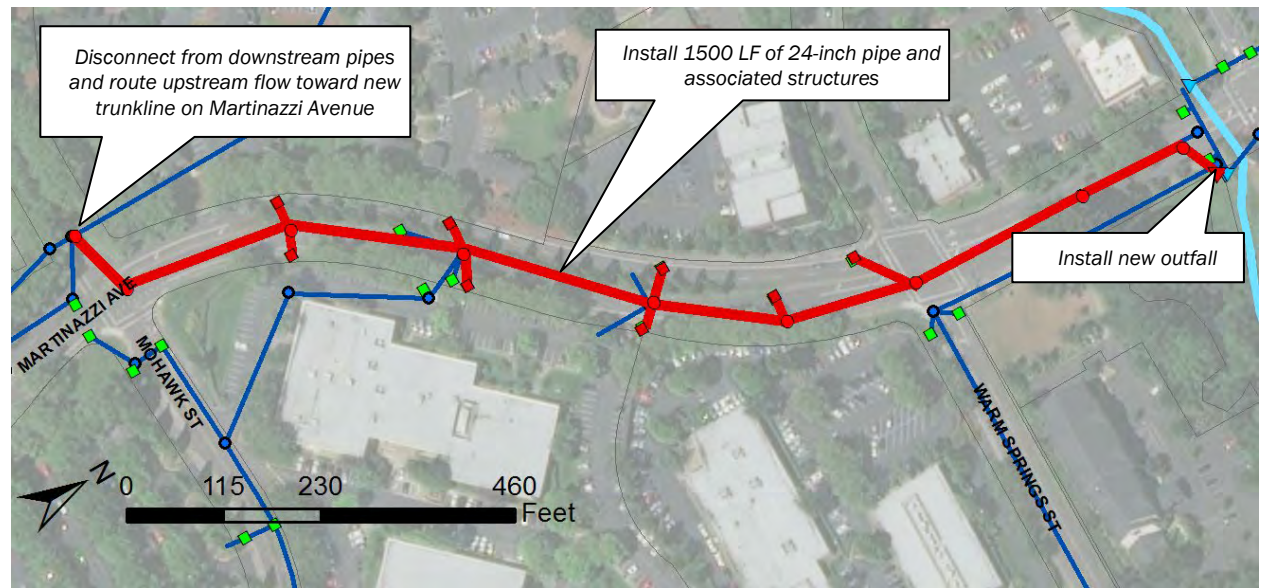 Disconnect from downstream pipes
and route upstream flow toward new
trunkline on Martinazzi Avenue
Install 1500 LF of 24-inch pipe and
associated structures
Install new outfall
MARTINAZZI AVE
MOHAWK ST
WARM SPRINGS ST
N
0 115 230 460
Feet